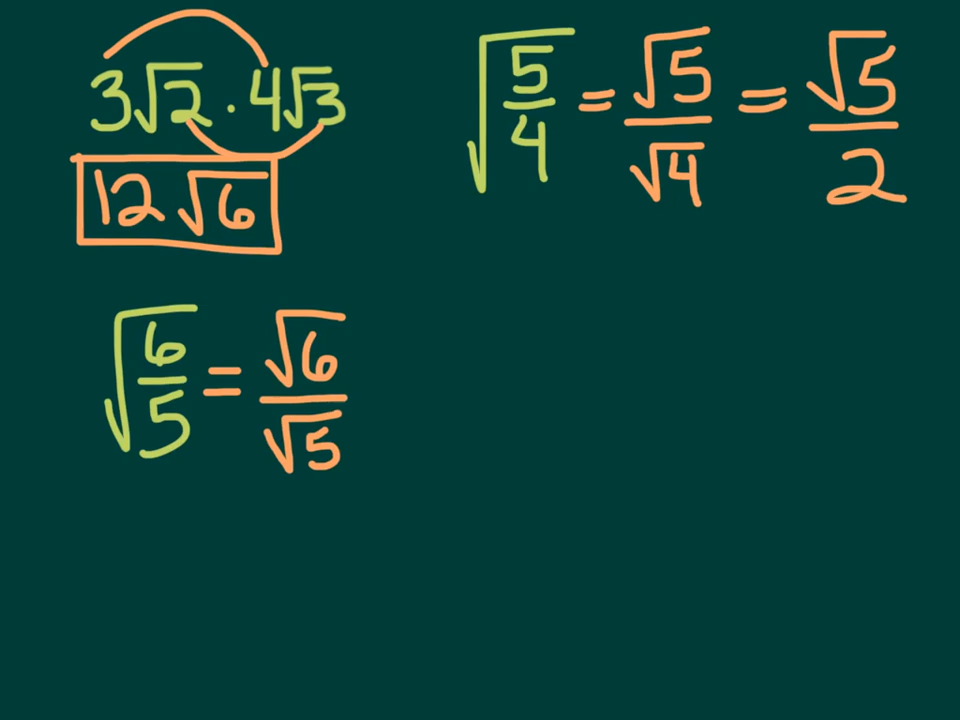 3√2 · 4√3
12√6
√(5/4) = √5/√4 = √5/2
√(6/5) = √6/√5